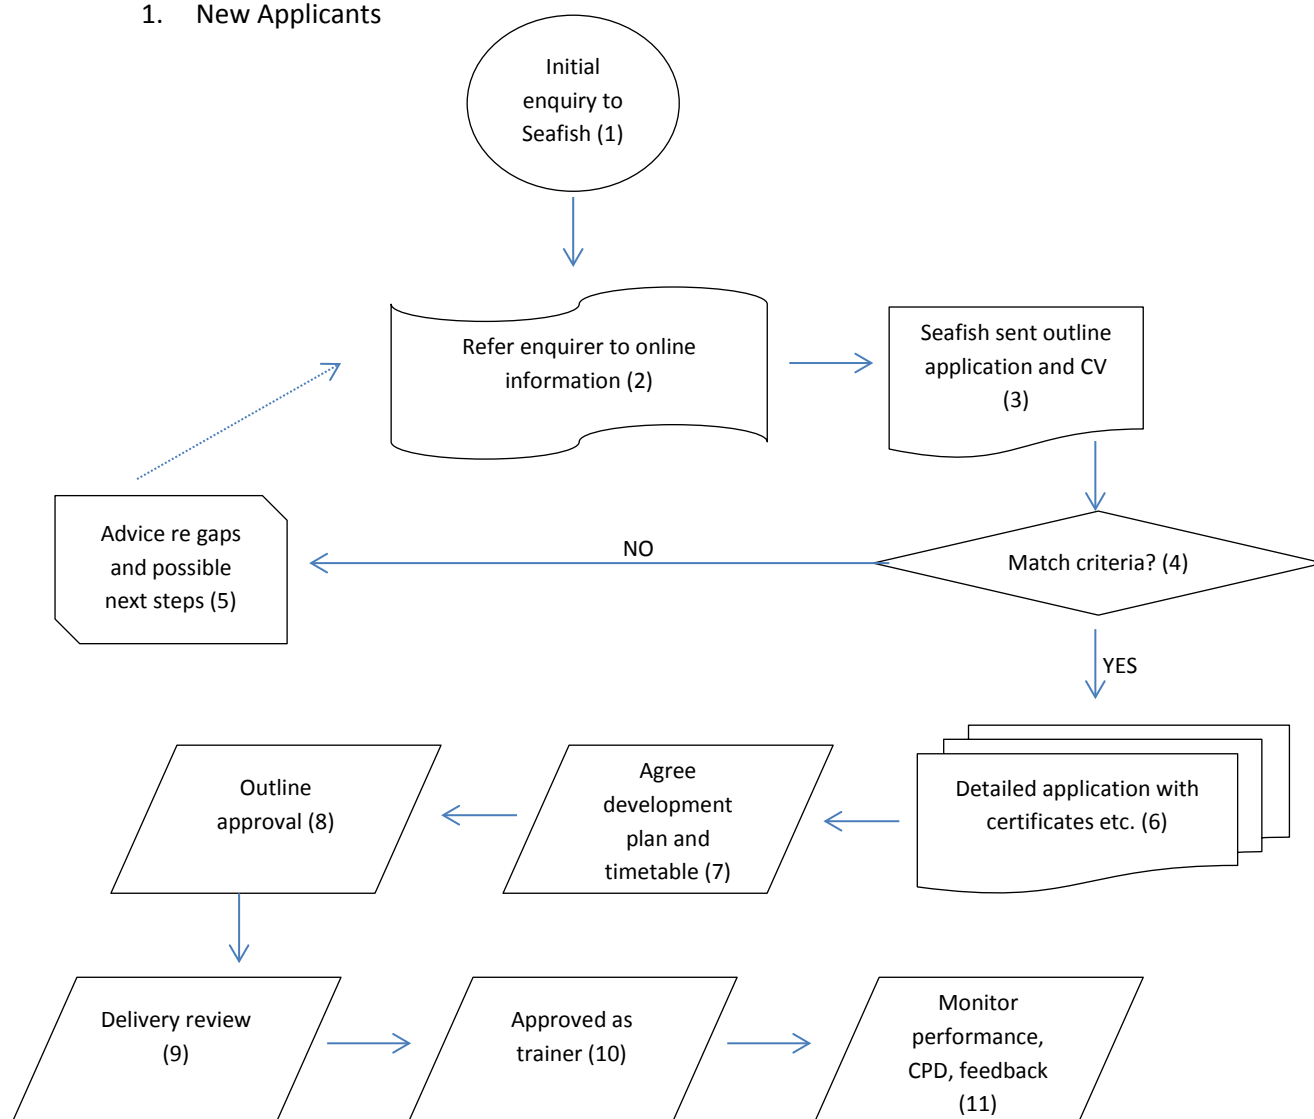 1. New Applicants
Initial
enquiry to
Seafish (1)
Refer enquirer to online
information (2)
Seafish sent outline
application and CV
(3)
Match criteria? (4)
NO
Advice re gaps
and possible
next steps (5)
YES
Detailed application with
certificates etc. (6)
Agree
development
plan and
timetable (7)
Outline
approval (8)
Delivery review
(9)
Approved as
trainer (10)
Monitor
performance,
CPD, feedback
(11)